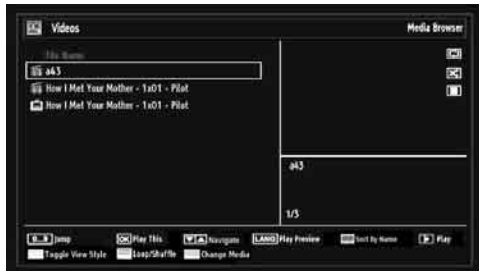 Videos
Media Browser
File Name
a43
How I Met Your Mother - 1x01 - Pilot
How I Met Your Mother - 1x01 - Pilot
a43
1/3
0...9 Jump OK Play This Navigate LANG Play Preview Sort By Name Play
Toggle View Style Loop/Shuffle Change Media